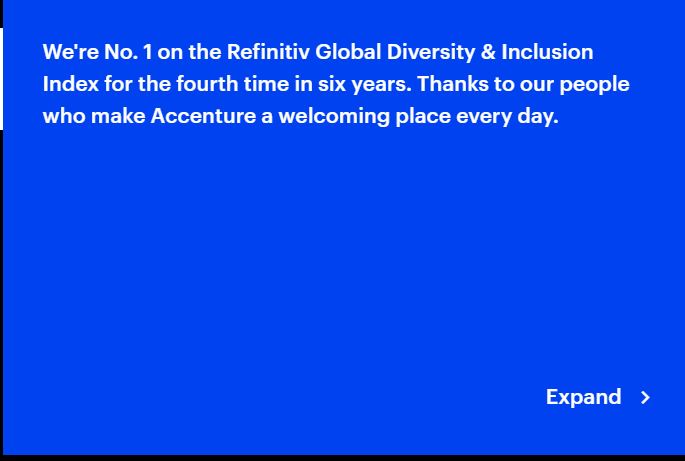 We're No. 1 on the Refinitiv Global Diversity & Inclusion
Index for the fourth time in six years. Thanks to our people
who make Accenture a welcoming place every day.
Expand